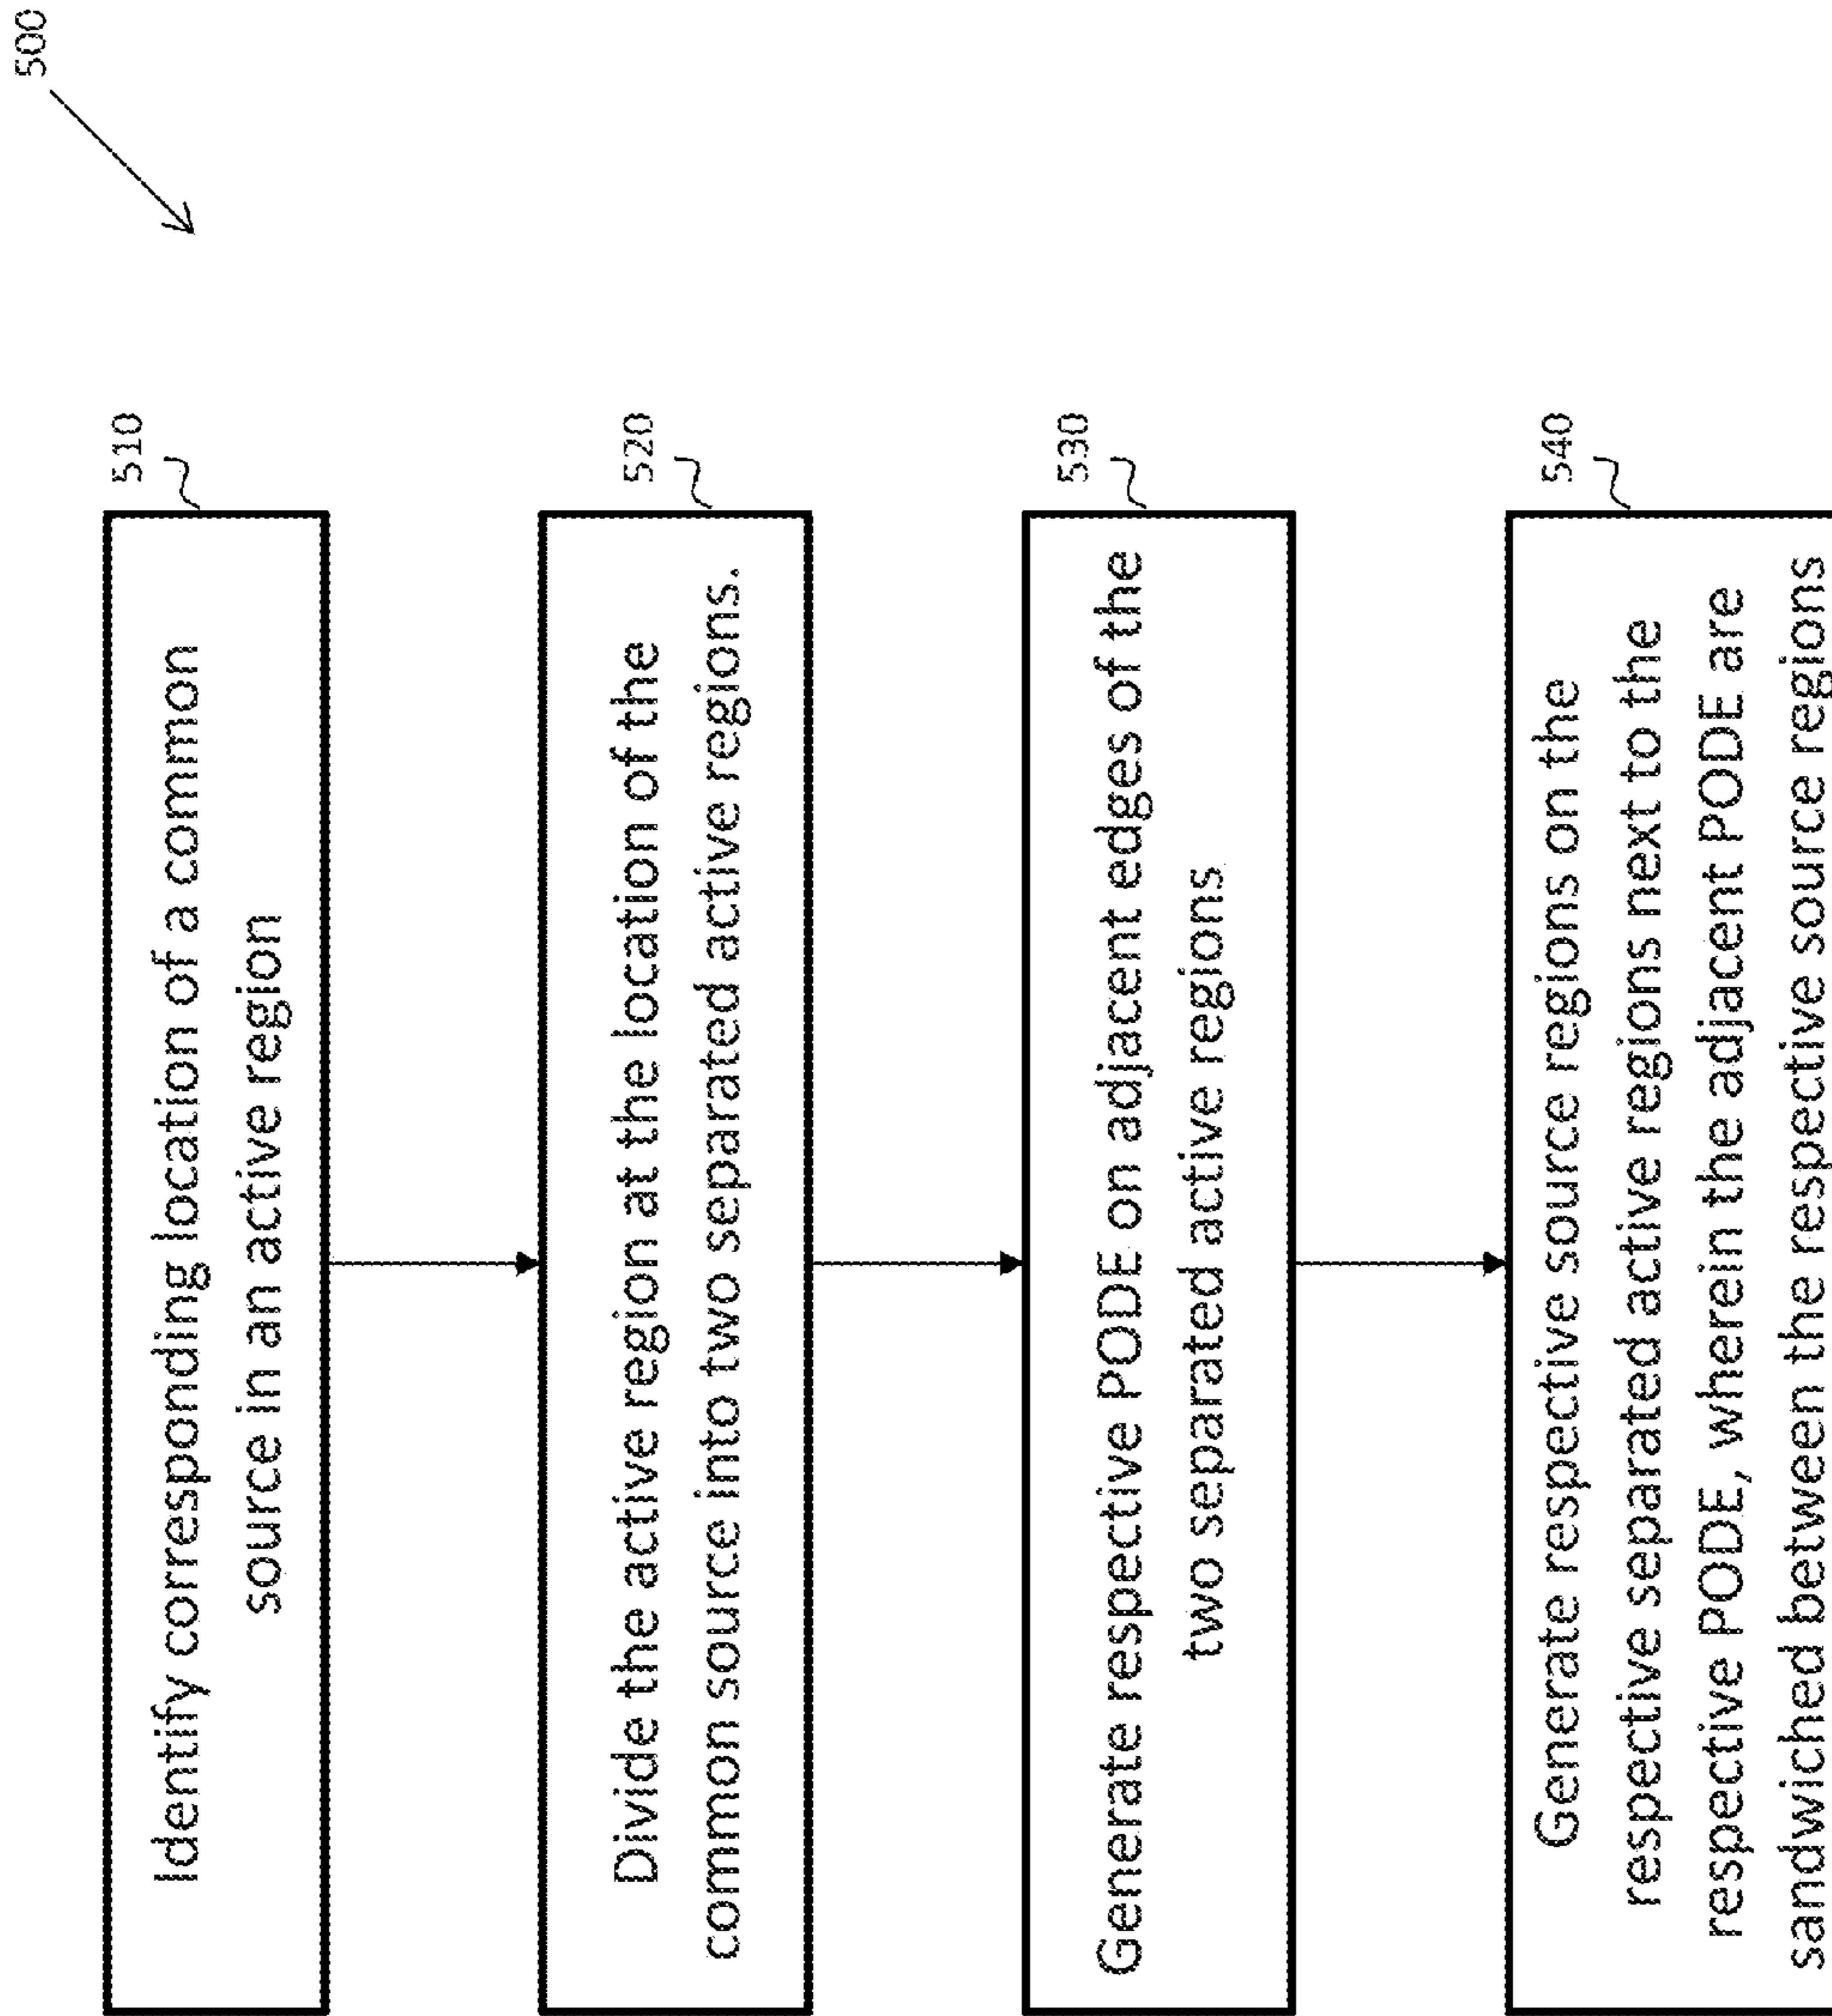 500
510
Identify corresponding location of a common
source in an active region
520
Divide the active region at the location of the
common source into two separated active regions.
530
Generate respective PODE on adjacent edges of the
two separated active regions
540
Generate respective source regions on the
respective separated active regions next to the
respective PODE, wherein the adjacent PODE are
sandwiched between the respective source regions